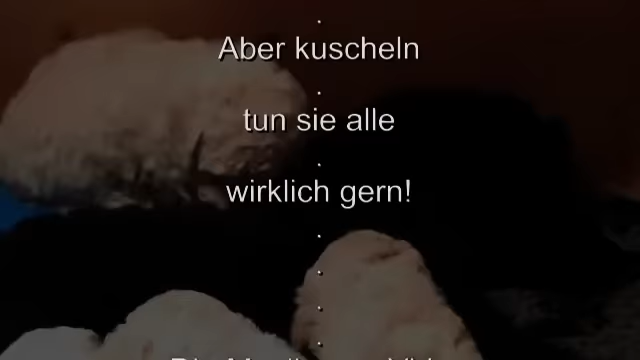 .
Aber kuscheln
.
tun sie alle
.
wirklich gern!
.
.
.
.